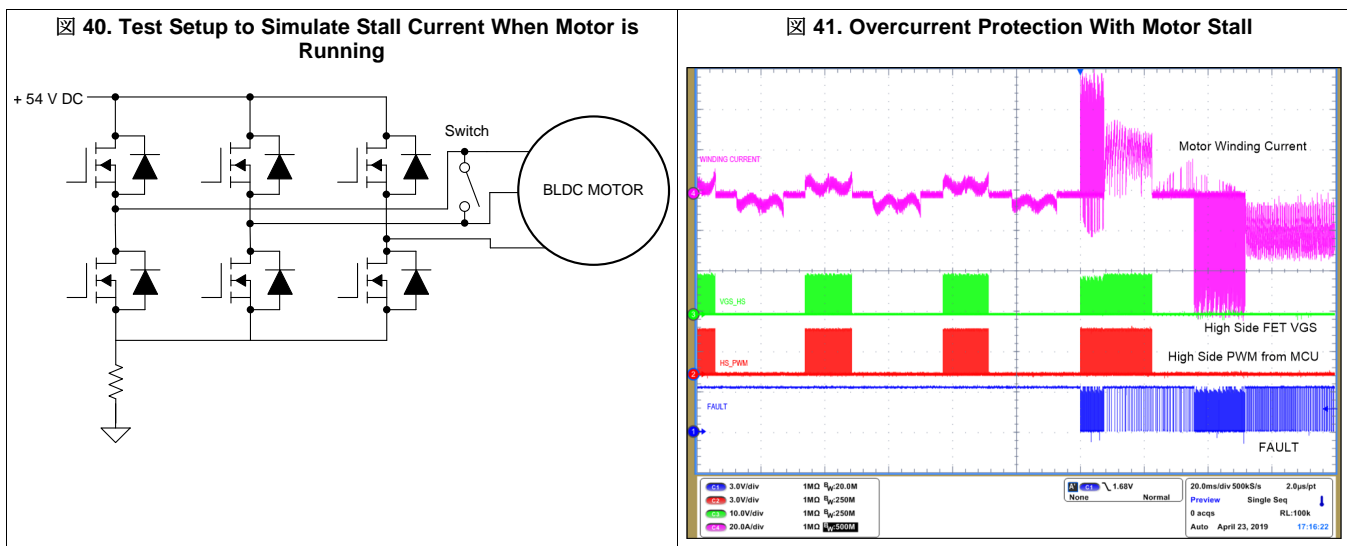 図 40. Test Setup to Simulate Stall Current When Motor is
Running
+ 54 V DC
Switch
BLDC MOTOR
図 41. Overcurrent Protection With Motor Stall
WINDING CURRENT
Motor Winding Current
4
VGS_HS
3
High Side FET VGS
HS_PWM
High Side PWM from MCU
2
FAULT
1
FAULT
C1 3.0V/div 1MΩ BW:20.0M
C2 3.0V/div 1MΩ BW:250M
C3 10.0V/div 1MΩ BW:250M
C4 20.0A/div 1MΩ BW:500M
A' C1 1.68V
None Normal
20.0ms/div 500kS/s 2.0µs/pt
Preview Single Seq
0 acqs RL:100k
Auto April 23, 2019 17:16:22